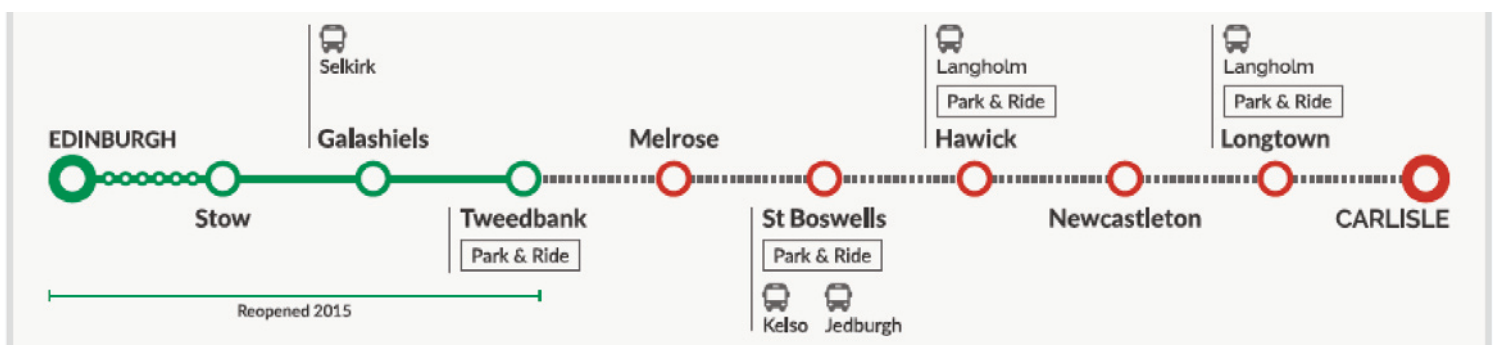 Selkirk
Langholm
Park & Ride
Langholm
Park & Ride
EDINBURGH
Galashiels
Melrose
Hawick
Longtown
Stow
Tweedbank
Park & Ride
St Boswells
Park & Ride
Newcastleton
CARLISLE
Reopened 2015
Kelso
Jedburgh